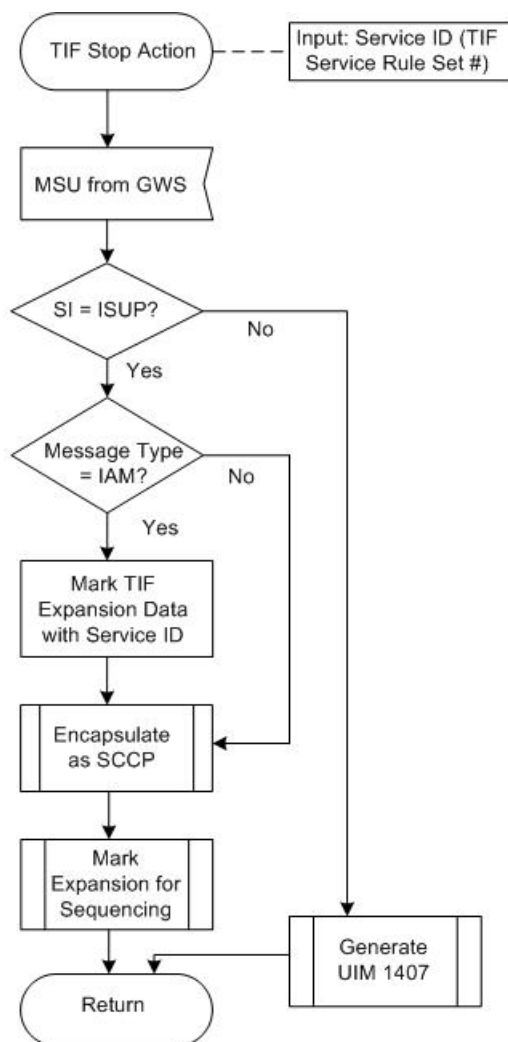 TIF Stop Action
Input: Service ID (TIF
Service Rule Set #)
MSU from GWS
SI = ISUP?
No
Yes
Message Type
= IAM?
No
Yes
Mark TIF
Expansion Data
with Service ID
Encapsulate
as SCCP
Mark
Expansion for
Sequencing
Generate
UIM 1407
Return